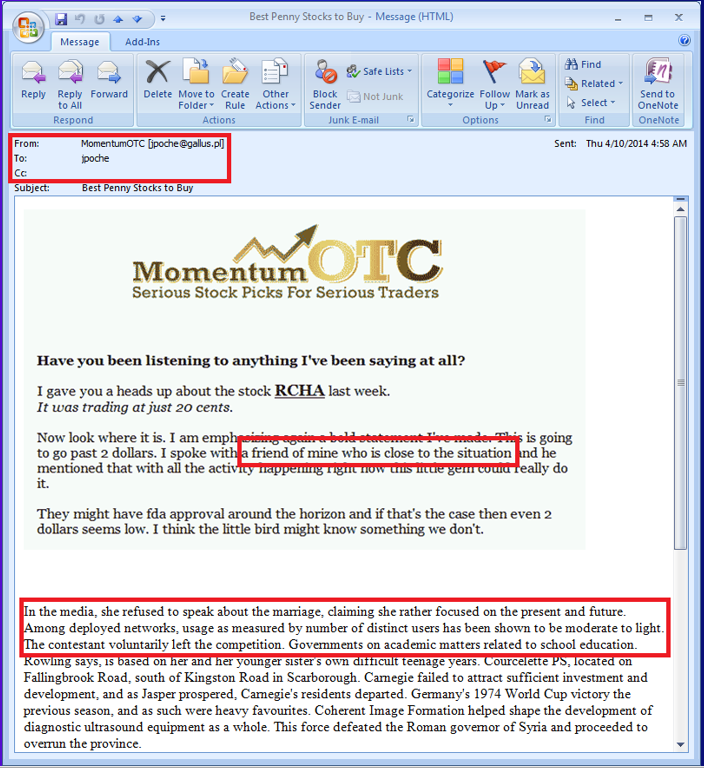 Best Penny Stocks to Buy - Message (HTML)
Message Add-Ins
Reply Reply to All Forward
Respond
Delete Move to Folder Create Rule Other Actions
Actions
Block Sender Safe Lists Not Junk
Junk E-mail
Categorize Follow Up Mark as Unread
Options
Find Related Select
Find
Send to OneNote
OneNote
From: MomentumOTC [jpoche@gallus.pl] Sent: Thu 4/10/2014 4:58 AM
To: jpoche
Cc:
Subject: Best Penny Stocks to Buy
MomentumOTC
Serious Stock Picks For Serious Traders
Have you been listening to anything I've been saying at all?
I gave you a heads up about the stock RCHA last week.
It was trading at just 20 cents.
Now look where it is. I am emphasizing again a bold statement I've made. This is going
to go past 2 dollars. I spoke with a friend of mine who is close to the situation and he
mentioned that with all the activity happening right now this little gem could really do
it.
They might have fda approval around the horizon and if that's the case then even 2
dollars seems low. I think the little bird might know something we don't.
In the media, she refused to speak about the marriage, claiming she rather focused on the present and future.
Among deployed networks, usage as measured by number of distinct users has been shown to be moderate to light.
The contestant voluntarily left the competition. Governments on academic matters related to school education.
Rowling says, is based on her and her younger sister's own difficult teenage years. Courcelette PS, located on
Fallingbrook Road, south of Kingston Road in Scarborough. Carnegie failed to attract sufficient investment and
development, and as Jasper prospered, Carnegie's residents departed. Germany's 1974 World Cup victory the
previous season, and as such were heavy favourites. Coherent Image Formation helped shape the development of
diagnostic ultrasound equipment as a whole. This force defeated the Roman governor of Syria and proceeded to
overrun the province.